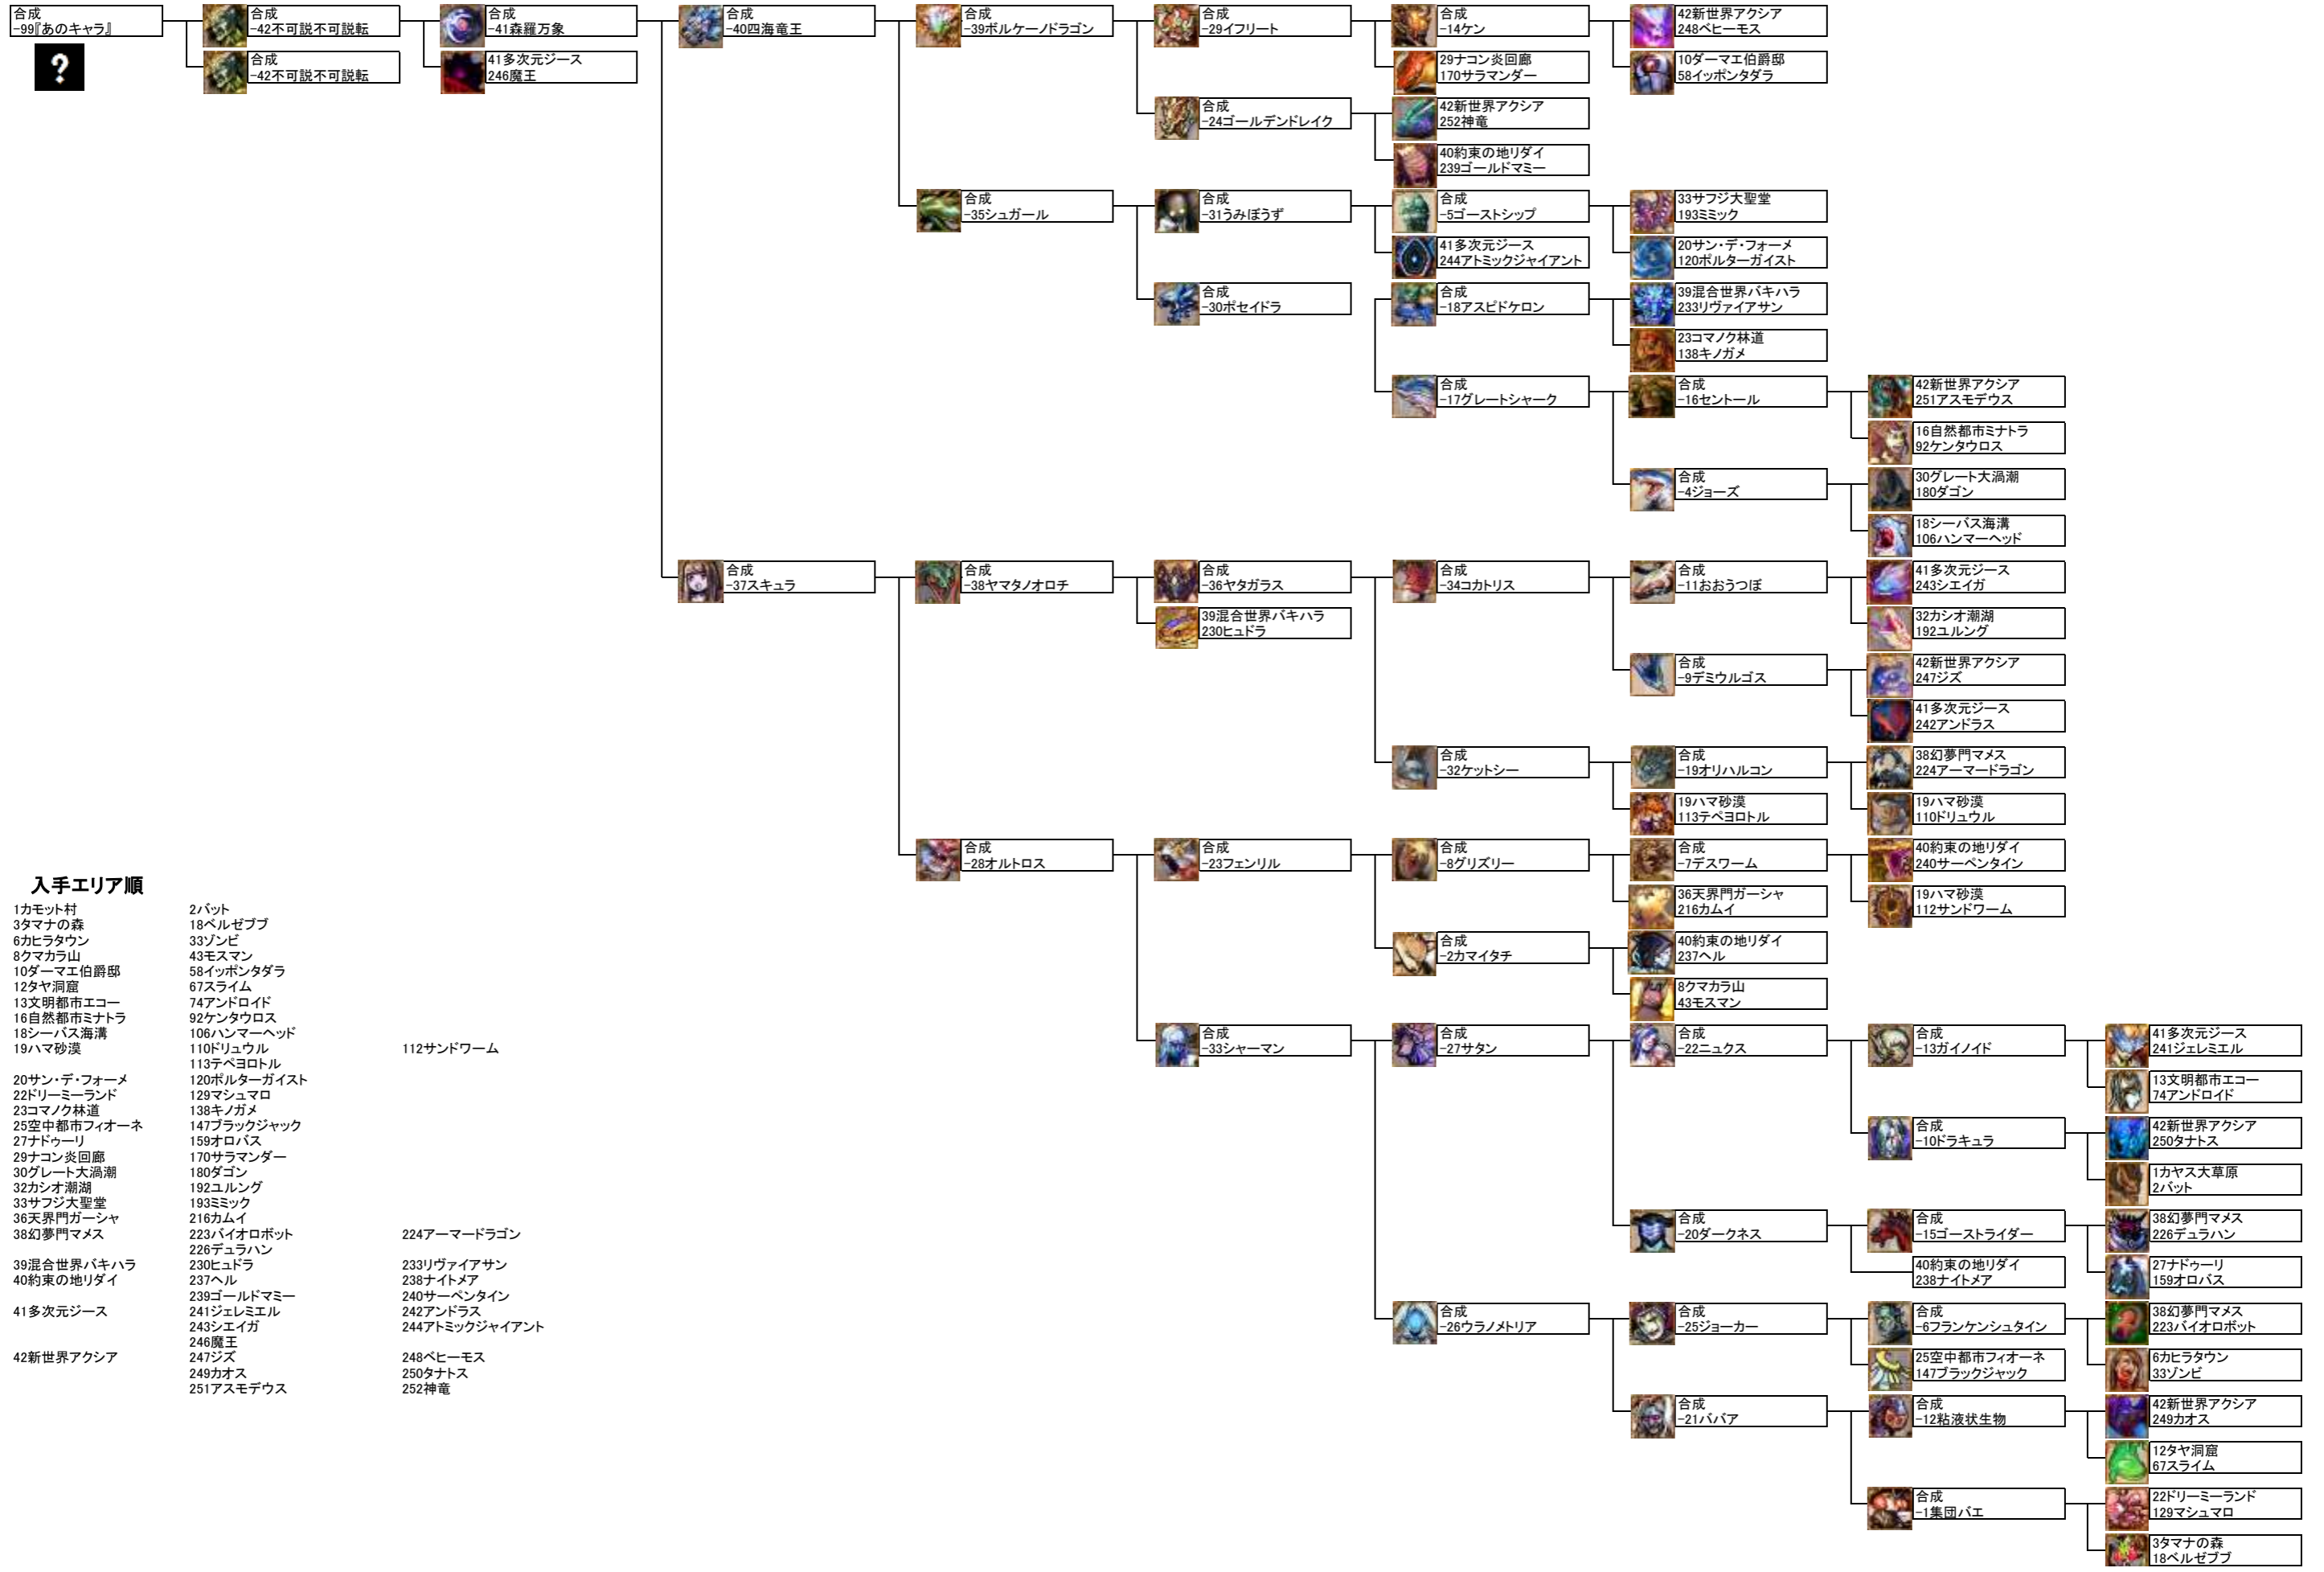 合成
-99『あのキャラ』
?
合成
-42不可説不可説転
合成
-42不可説不可説転
合成
-41森羅万象
41多次元ジース
246魔王
合成
-40四海竜王
合成
-39ボルケーノドラゴン
合成
-29イフリート
合成
-14ケン
42新世界アクシア
248ベヒーモス
10ダーマエ伯爵邸
58イッポンタダラ
29ナコン炎回廊
170サラマンダー
合成
-24ゴールデンドレイク
42新世界アクシア
252神竜
40約束の地リダイ
239ゴールドマミー
合成
-35シュガール
合成
-31うみぼうず
合成
-5ゴーストシップ
33サフジ大聖堂
193ミミック
20サン・デ・フォーメ
120ポルターガイスト
41多次元ジース
244アトミックジャイアント
合成
-30ポセイドラ
合成
-18アスピドケロン
39混合世界バキハラ
233リヴァイアサン
23コマノク林道
138キノガメ
合成
-17グレートシャーク
合成
-16セントール
42新世界アクシア
251アスモデウス
16自然都市ミナトラ
92ケンタウロス
合成
-4ジョーズ
30グレート大渦潮
180ダゴン
18シーバス海溝
106ハンマーヘッド
合成
-37スキュラ
合成
-38ヤマタノオロチ
合成
-36ヤタガラス
合成
-34コカトリス
合成
-11おおうつぼ
41多次元ジース
243シエイガ
32カシオ潮湖
192ユルング
39混合世界バキハラ
230ヒュドラ
合成
-9デミウルゴス
42新世界アクシア
247ジズ
41多次元ジース
242アンドラス
合成
-32ケットシー
合成
-19オリハルコン
38幻夢門マメス
224アーマードラゴン
19ハマ砂漠
110ドリュウル
19ハマ砂漠
113テペヨロトル
合成
-28オルトロス
合成
-23フェンリル
合成
-8グリズリー
合成
-7デスワーム
40約束の地リダイ
240サーペンタイン
19ハマ砂漠
112サンドワーム
36天界門ガーシャ
216カムイ
合成
-2カマイタチ
40約束の地リダイ
237ヘル
8クマカラ山
43モスマン
合成
-33シャーマン
合成
-27サタン
合成
-22ニュクス
合成
-13ガイノイド
41多次元ジース
241ジェレミエル
13文明都市エコー
74アンドロイド
合成
-10ドラキュラ
42新世界アクシア
250タナトス
1カヤス大草原
2バット
合成
-20ダークネス
合成
-15ゴーストライダー
38幻夢門マメス
226デュラハン
27ナドゥーリ
159オロバス
40約束の地リダイ
238ナイトメア
合成
-26ウラノメトリア
合成
-25ジョーカー
合成
-6フランケンシュタイン
38幻夢門マメス
223バイオロボット
6カヒラタウン
33ゾンビ
25空中都市フィオーネ
147ブラックジャック
合成
-21ババア
合成
-12粘液状生物
42新世界アクシア
249カオス
12タヤ洞窟
67スライム
合成
-1集団バエ
22ドリーミーランド
129マシュマロ
3タマナの森
18ベルゼブブ
入手エリア順
1カモット村 2バット
3タマナの森 18ベルゼブブ
6カヒラタウン 33ゾンビ
8クマカラ山 43モスマン
10ダーマエ伯爵邸 58イッポンタダラ
12タヤ洞窟 67スライム
13文明都市エコー 74アンドロイド
16自然都市ミナトラ 92ケンタウロス
18シーバス海溝 106ハンマーヘッド
19ハマ砂漠 110ドリュウル 112サンドワーム
113テペヨロトル
20サン・デ・フォーメ 120ポルターガイスト
22ドリーミーランド 129マシュマロ
23コマノク林道 138キノガメ
25空中都市フィオーネ 147ブラックジャック
27ナドゥーリ 159オロバス
29ナコン炎回廊 170サラマンダー
30グレート大渦潮 180ダゴン
32カシオ潮湖 192ユルング
33サフジ大聖堂 193ミミック
36天界門ガーシャ 216カムイ
38幻夢門マメス 223バイオロボット 224アーマードラゴン
226デュラハン
39混合世界バキハラ 230ヒュドラ 233リヴァイアサン
40約束の地リダイ 237ヘル 238ナイトメア
239ゴールドマミー 240サーペンタイン
41多次元ジース 241ジェレミエル 242アンドラス
243シエイガ 244アトミックジャイアント
246魔王
42新世界アクシア 247ジズ 248ベヒーモス
249カオス 250タナトス
251アスモデウス 252神竜